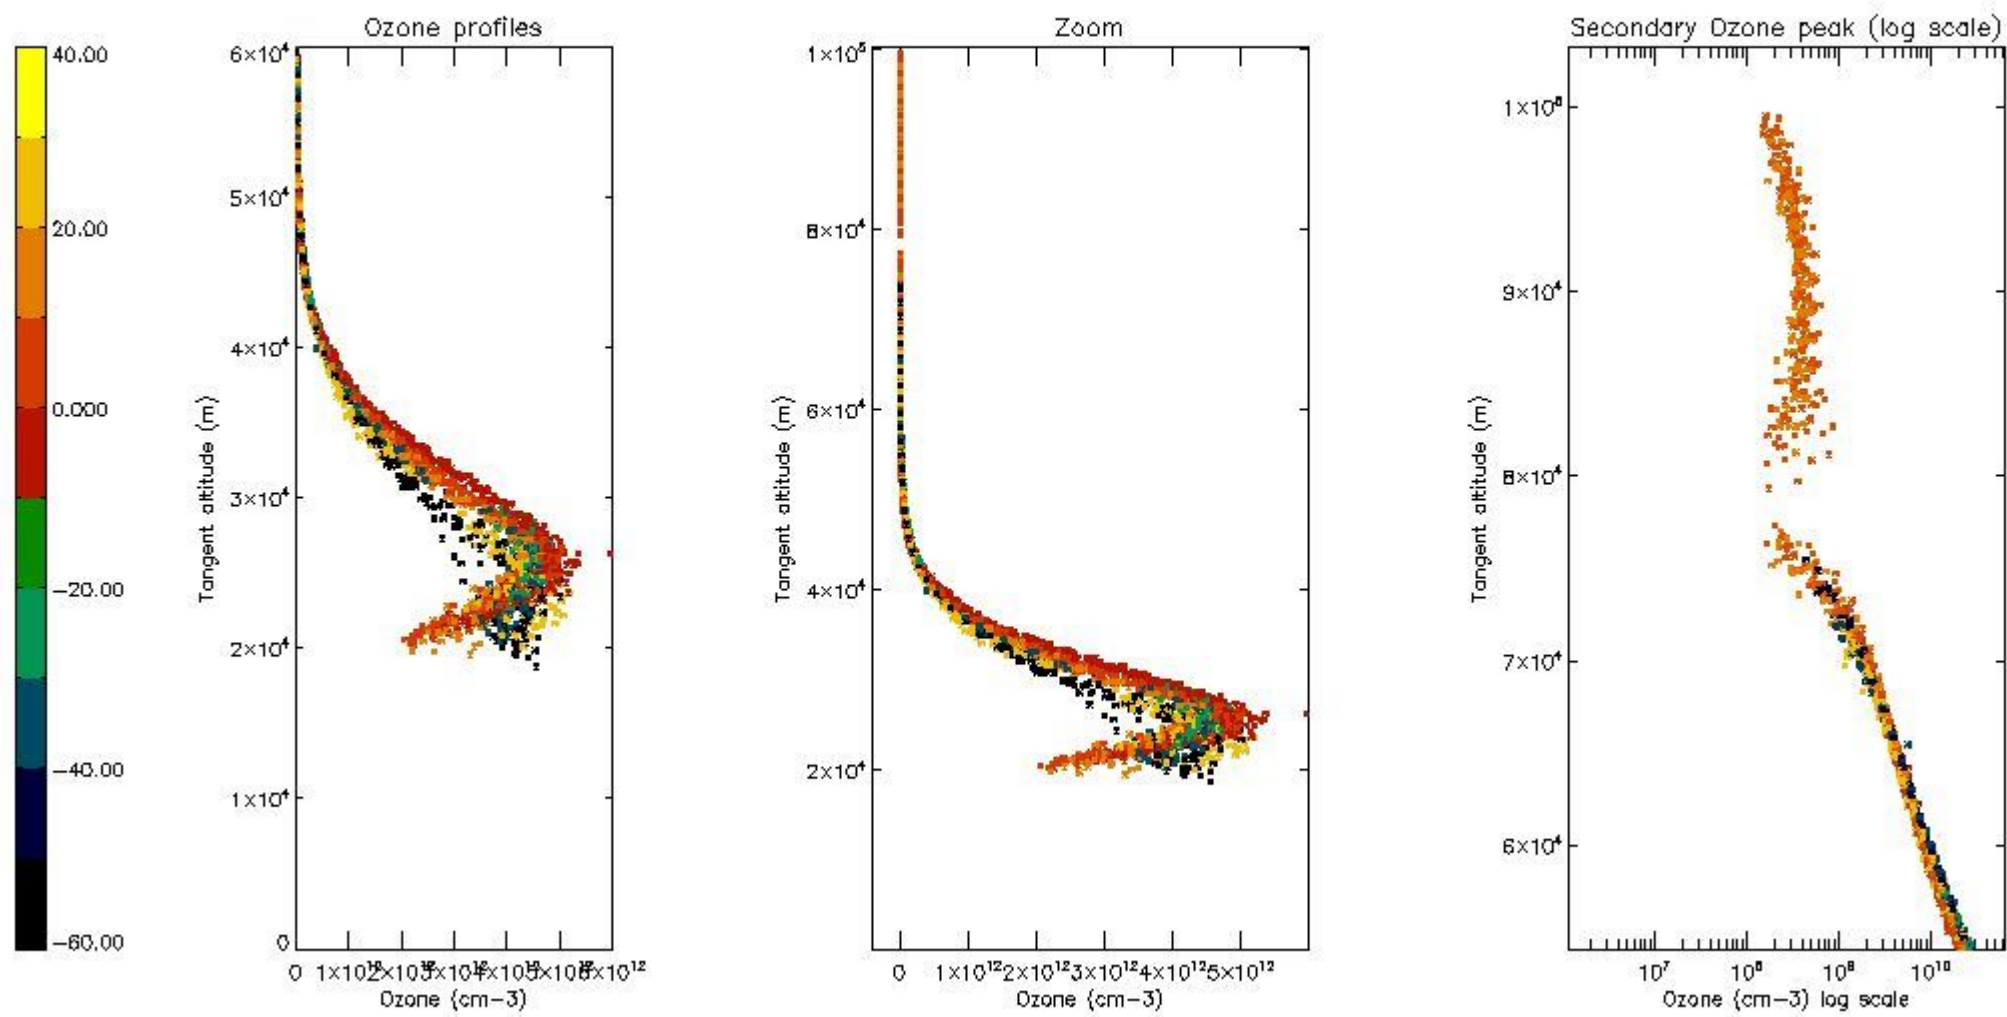 Ozone profiles
Zoom
Secondary Ozone peak (log scale)
40.00
20.00
0.000
-20.00
-40.00
-60.00
6×10⁴
5×10⁴
4×10⁴
3×10⁴
2×10⁴
1×10⁴
0
Tangent altitude (m)
0
Ozone (cm-3)
1×10⁵
8×10⁴
6×10⁴
4×10⁴
2×10⁴
Tangent altitude (m)
0 1×10¹² 2×10¹² 3×10¹² 4×10¹² 5×10¹²
Ozone (cm-3)
9×10⁴
8×10⁴
7×10⁴
6×10⁴
Tangent altitude (m)
10⁷ 10⁸ 10⁹ 10¹⁰
Ozone (cm-3) log scale